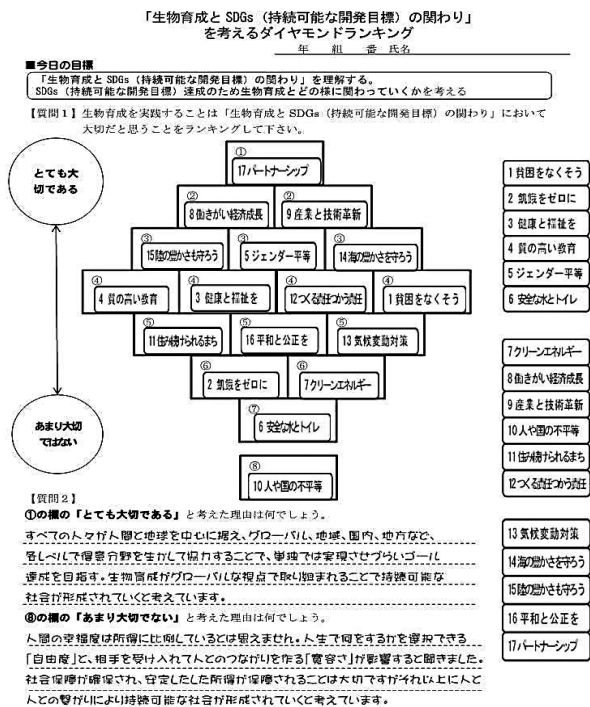 「生物育成とSDGs（持続可能な開発目標）の関わり」
を考えるダイヤモンドランキング
年　組　番 氏名
■今日の目標
「生物育成とSDGs（持続可能な開発目標）の関わり」を理解する。
SDGs（持続可能な開発目標）達成のため生物育成とどの様に関わっていくかを考える
【質問１】生物育成を実践することは「生物育成とSDGs（持続可能な開発目標）の関わり」において
大切だと思うことをランキングして下さい。
とても大
切である
①
17パートナーシップ
②
8働きがい経済成長
②
9産業と技術革新
③
15陸の豊かさも守ろう
③
5ジェンダー平等
③
14海の豊かさを守ろう
④
4 質の高い教育
④
3 健康と福祉を
④
12つくる責任つかう責任
④
1貧困をなくそう
⑤
11住み続けられるまち
⑤
16平和と公正を
⑤
13気候変動対策
⑥
2 飢餓をゼロに
⑥
7クリーンエネルギー
⑦
6 安全な水とトイレ
⑧
10人や国の不平等
あまり大切
ではない
1貧困をなくそう
2 飢餓をゼロに
3 健康と福祉を
4 質の高い教育
5ジェンダー平等
6 安全な水とトイレ
7クリーンエネルギー
8働きがい経済成長
9産業と技術革新
10人や国の不平等
11住み続けられるまち
12つくる責任つかう責任
13気候変動対策
14海の豊かさを守ろう
15陸の豊かさも守ろう
16平和と公正を
17パートナーシップ
【質問２】
①の欄の「とても大切である」と考えた理由は何でしょう。
すべての人々が人間と地球を中心に据え、グローバル、地域、国内、地方など、
各レベルで得意分野を生かして協力することで、単独では実現させづらいゴール
達成を目指す。生物育成がグローバルな視点で取り組まれることで持続可能な
社会が形成されていくと考えています。
⑧の欄の「あまり大切でない」と考えた理由は何でしょう。
人間の幸福度は所得に比例しているとは思えません。人生で何をするかを選択できる
「自由度」と、相手を受け入れて人とのつながりを作る「寛容さ」が影響すると聞きました。
社会保障が確保され、安定したした所得が保障されることは大切ですがそれ以上に人と
人との繋がりにより持続可能な社会が形成されていくと考えています。